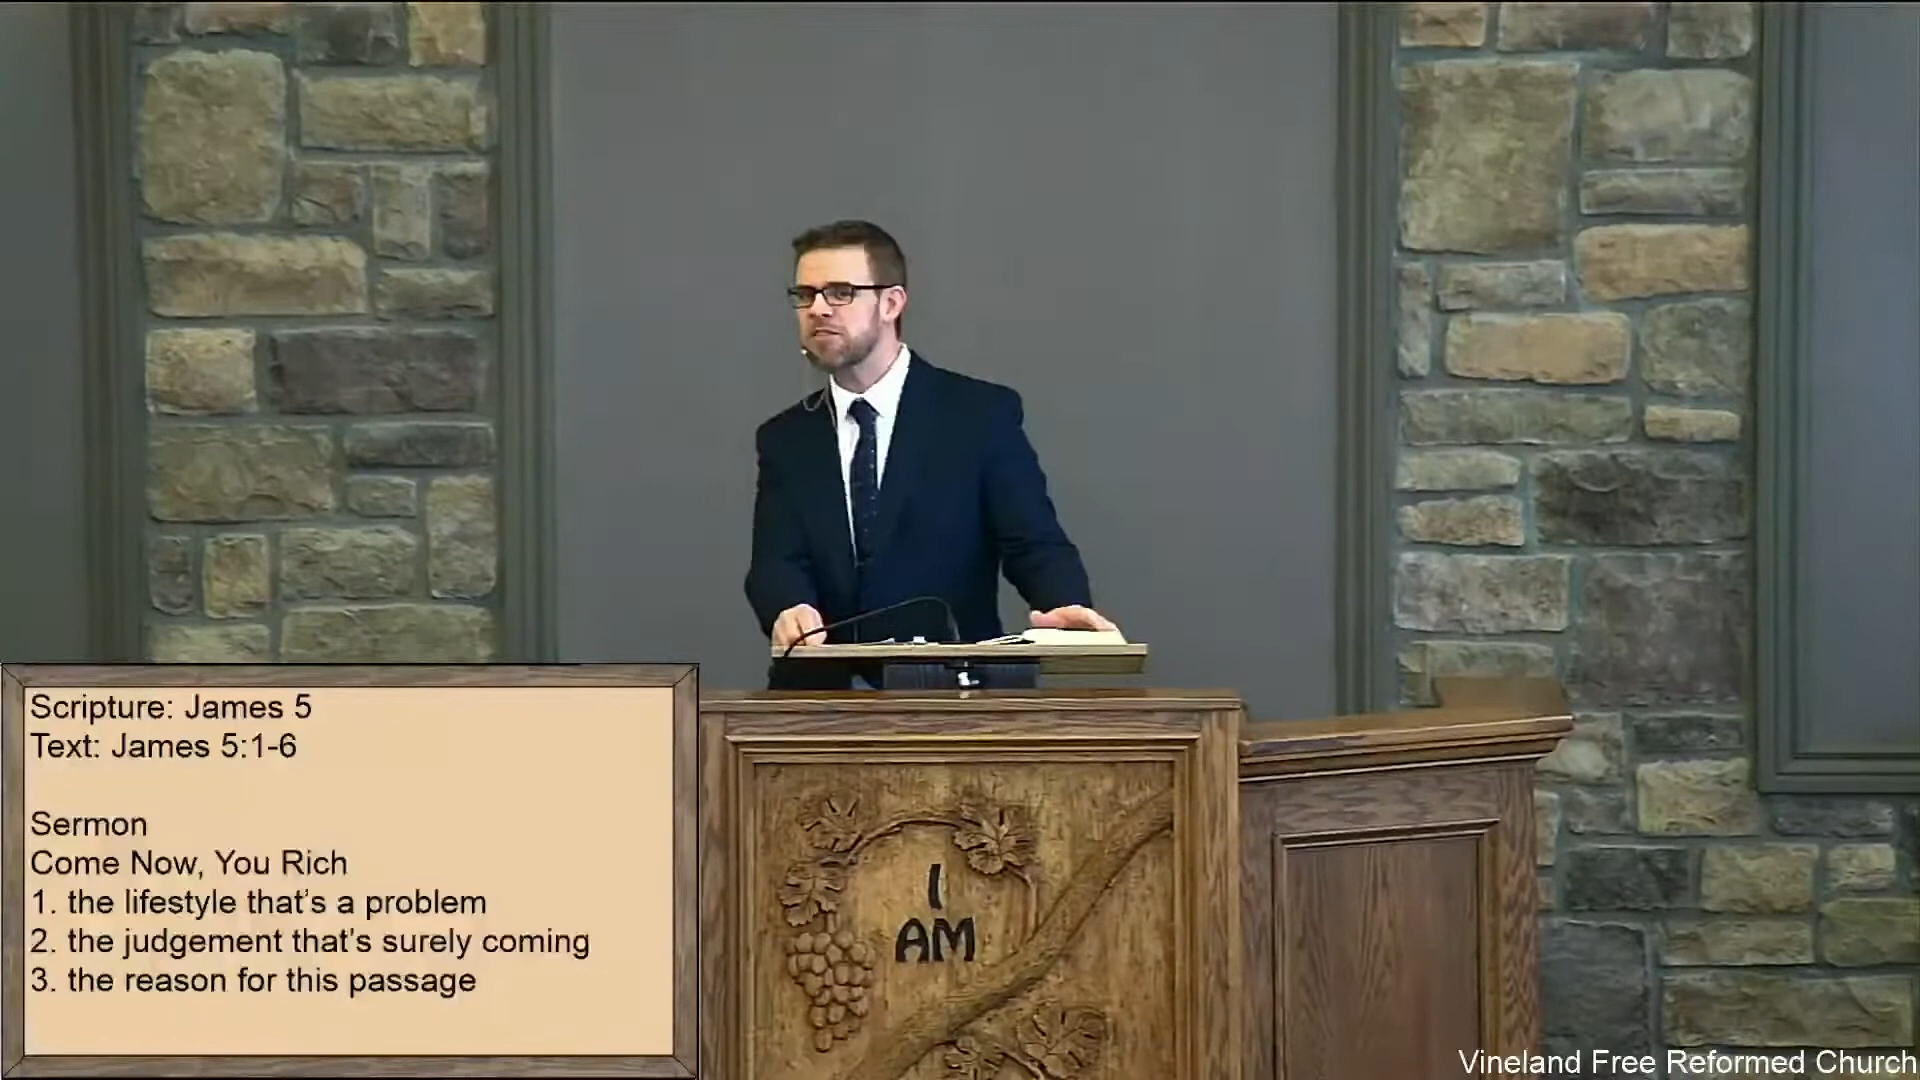 Scripture: James 5
Text: James 5:1-6
Sermon
Come Now, You Rich
1. the lifestyle that's a problem
2. the judgement that's surely coming
3. the reason for this passage
I
AM
Vineland Free Reformed Church